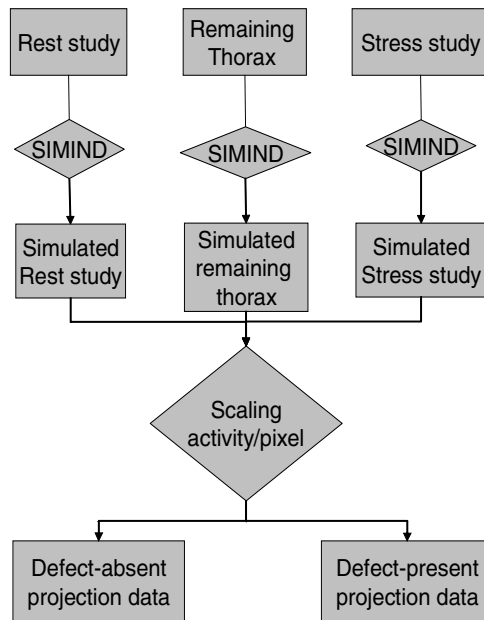 Rest study
Remaining
Thorax
Stress study
SIMIND
SIMIND
SIMIND
Simulated
Rest study
Simulated
remaining
thorax
Simulated
Stress study
Scaling
activity/pixel
Defect-absent
projection data
Defect-present
projection data